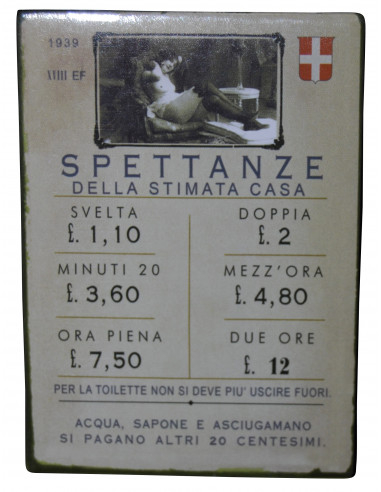 1939
\IIII EF
SPETTANZE
DELLA STIMATA CASA
SVELTA
£. 1,10
DOPPIA
£. 2
MINUTI 20
£. 3,60
MEZZ'ORA
£. 4,80
ORA PIENA
£. 7,50
DUE ORE
£. 12
PER LA TOILETTE NON SI DEVE PIU' USCIRE FUORI.
ACQUA, SAPONE E ASCIUGAMANO
SI PAGANO ALTRI 20 CENTESIMI.